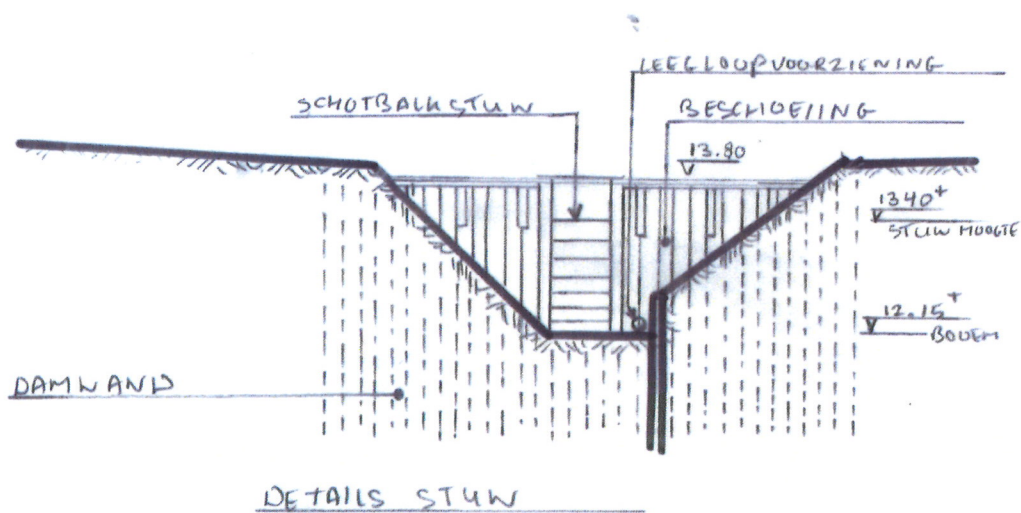 LEEGLOOPVOORZIENING
SCHOTBALKSTUW
BESCHOEIING
13.80
1340+
STUW HOOGTE
12.15+
BODEM
DAMWAND
DETAILS STUW